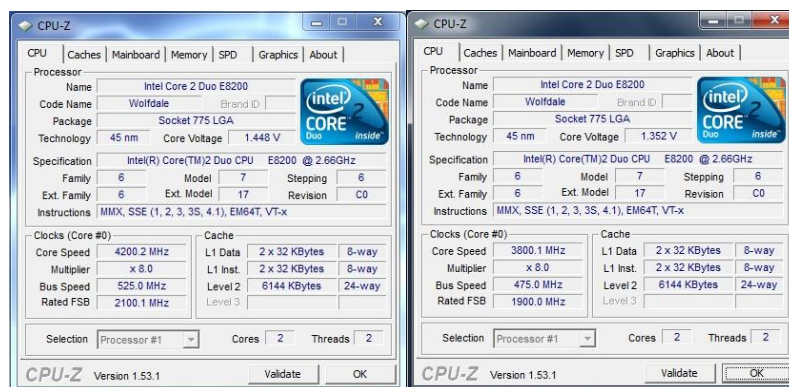 CPU-Z
CPU Caches Mainboard Memory SPD Graphics About
Processor
Name Intel Core 2 Duo E8200
Code Name Wolfdale Brand ID
Package Socket 775 LGA
Technology 45 nm Core Voltage 1.448 V
(intel)
CORE
Duo inside™
Specification Intel(R) Core(TM)2 Duo CPU E8200 @ 2.66GHz
Family 6 Model 7 Stepping 6
Ext. Family 6 Ext. Model 17 Revision C0
Instructions MMX, SSE (1, 2, 3, 3S, 4.1), EM64T, VT-x
Clocks (Core #0)
Core Speed 4200.2 MHz
Multiplier x 8.0
Bus Speed 525.0 MHz
Rated FSB 2100.1 MHz
Cache
L1 Data 2 x 32 KBytes 8-way
L1 Inst. 2 x 32 KBytes 8-way
Level 2 6144 KBytes 24-way
Level 3
Selection Processor #1 Cores 2 Threads 2
CPU-Z Version 1.53.1 Validate OK
CPU-Z
CPU Caches Mainboard Memory SPD Graphics About
Processor
Name Intel Core 2 Duo E8200
Code Name Wolfdale Brand ID
Package Socket 775 LGA
Technology 45 nm Core Voltage 1.352 V
(intel)
CORE
Duo inside™
Specification Intel(R) Core(TM)2 Duo CPU E8200 @ 2.66GHz
Family 6 Model 7 Stepping 6
Ext. Family 6 Ext. Model 17 Revision C0
Instructions MMX, SSE (1, 2, 3, 3S, 4.1), EM64T, VT-x
Clocks (Core #0)
Core Speed 3800.1 MHz
Multiplier x 8.0
Bus Speed 475.0 MHz
Rated FSB 1900.0 MHz
Cache
L1 Data 2 x 32 KBytes 8-way
L1 Inst. 2 x 32 KBytes 8-way
Level 2 6144 KBytes 24-way
Level 3
Selection Processor #1 Cores 2 Threads 2
CPU-Z Version 1.53.1 Validate OK